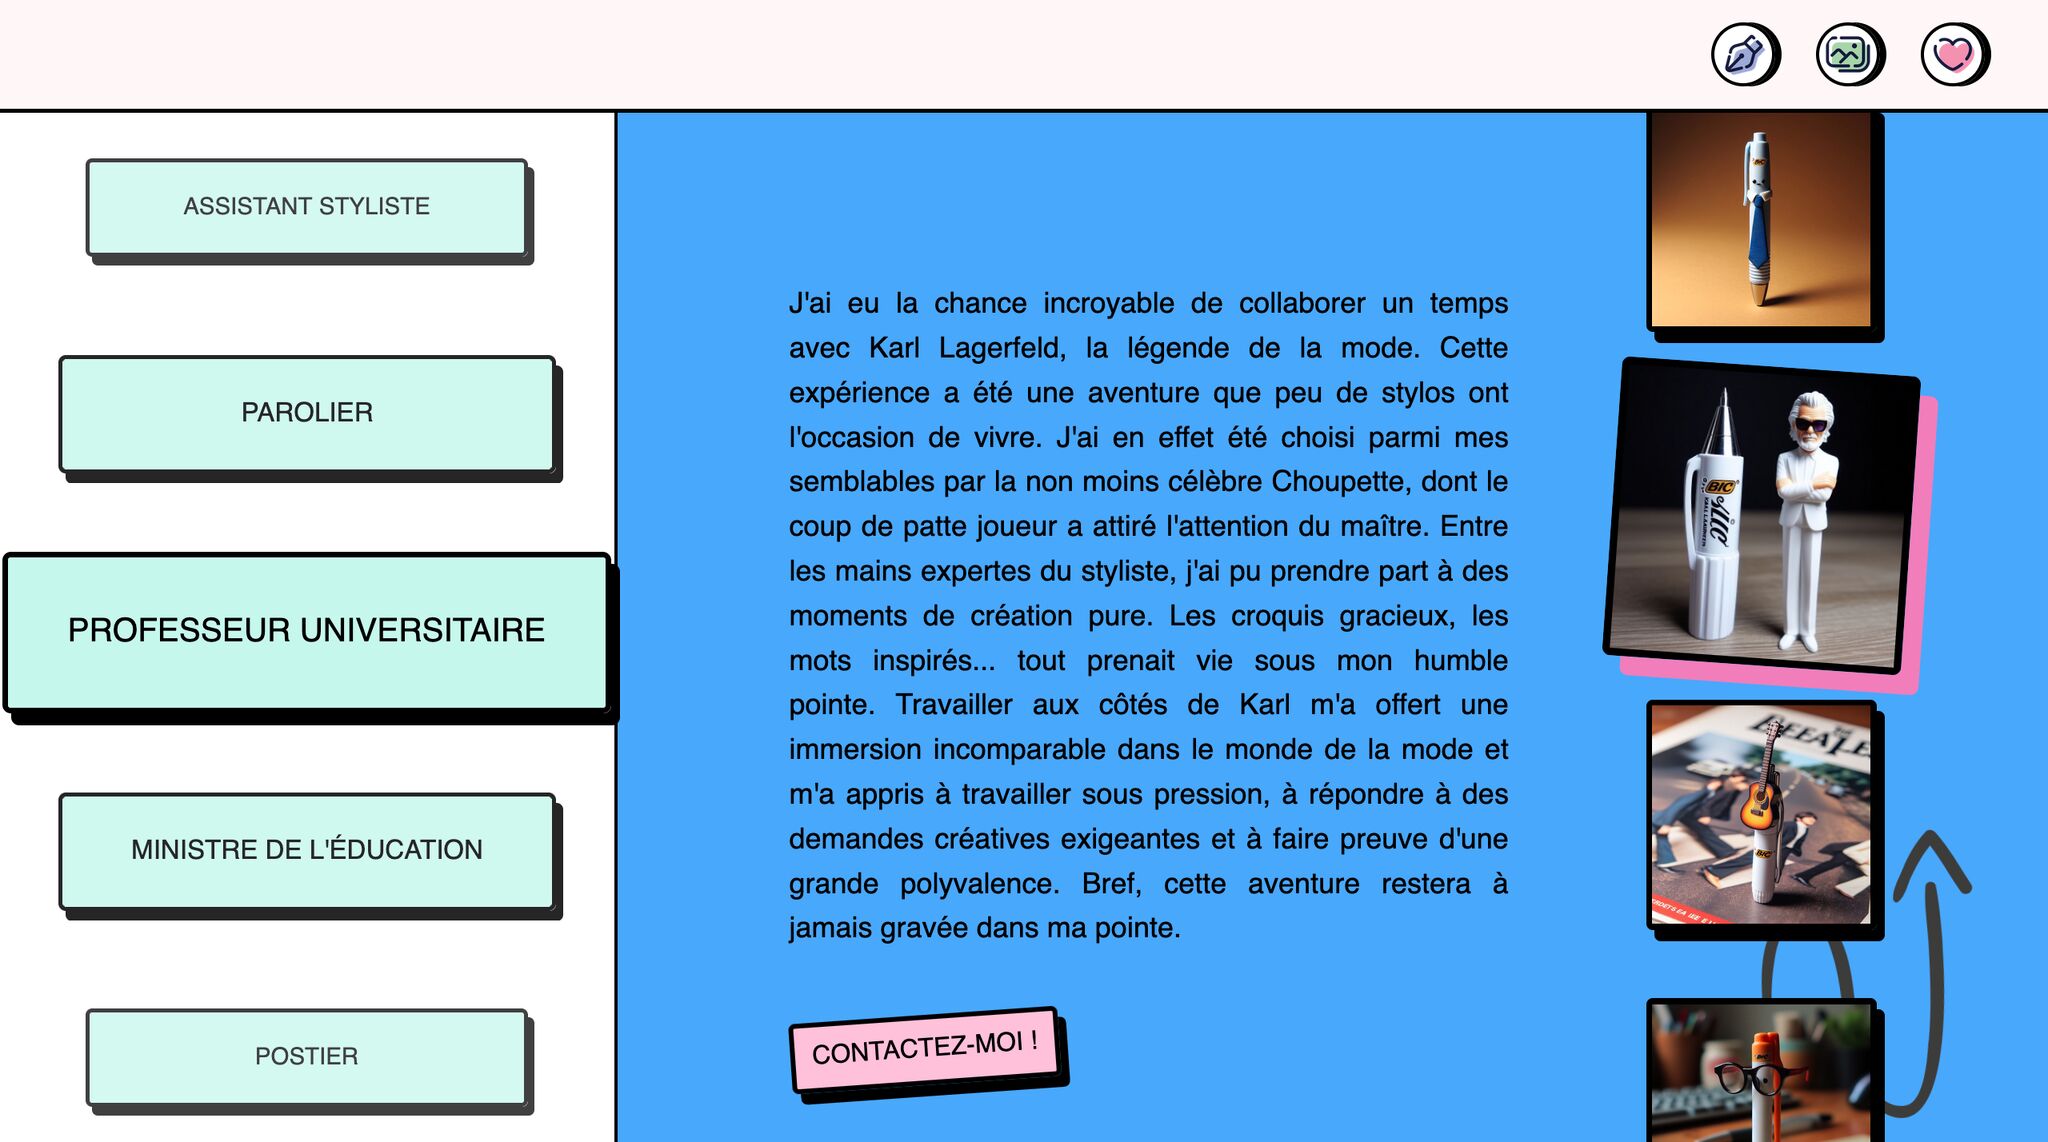 ASSISTANT STYLISTE
PAROLIER
PROFESSEUR UNIVERSITAIRE
MINISTRE DE L'ÉDUCATION
POSTIER
J'ai eu la chance incroyable de collaborer un temps
avec Karl Lagerfeld, la légende de la mode. Cette
expérience a été une aventure que peu de stylos ont
l'occasion de vivre. J'ai en effet été choisi parmi mes
semblables par la non moins célèbre Choupette, dont le
coup de patte joueur a attiré l'attention du maître. Entre
les mains expertes du styliste, j'ai pu prendre part à des
moments de création pure. Les croquis gracieux, les
mots inspirés... tout prenait vie sous mon humble
pointe. Travailler aux côtés de Karl m'a offert une
immersion incomparable dans le monde de la mode et
m'a appris à travailler sous pression, à répondre à des
demandes créatives exigeantes et à faire preuve d'une
grande polyvalence. Bref, cette aventure restera à
jamais gravée dans ma pointe.
CONTACTEZ-MOI !
BIC
BIC
BIC